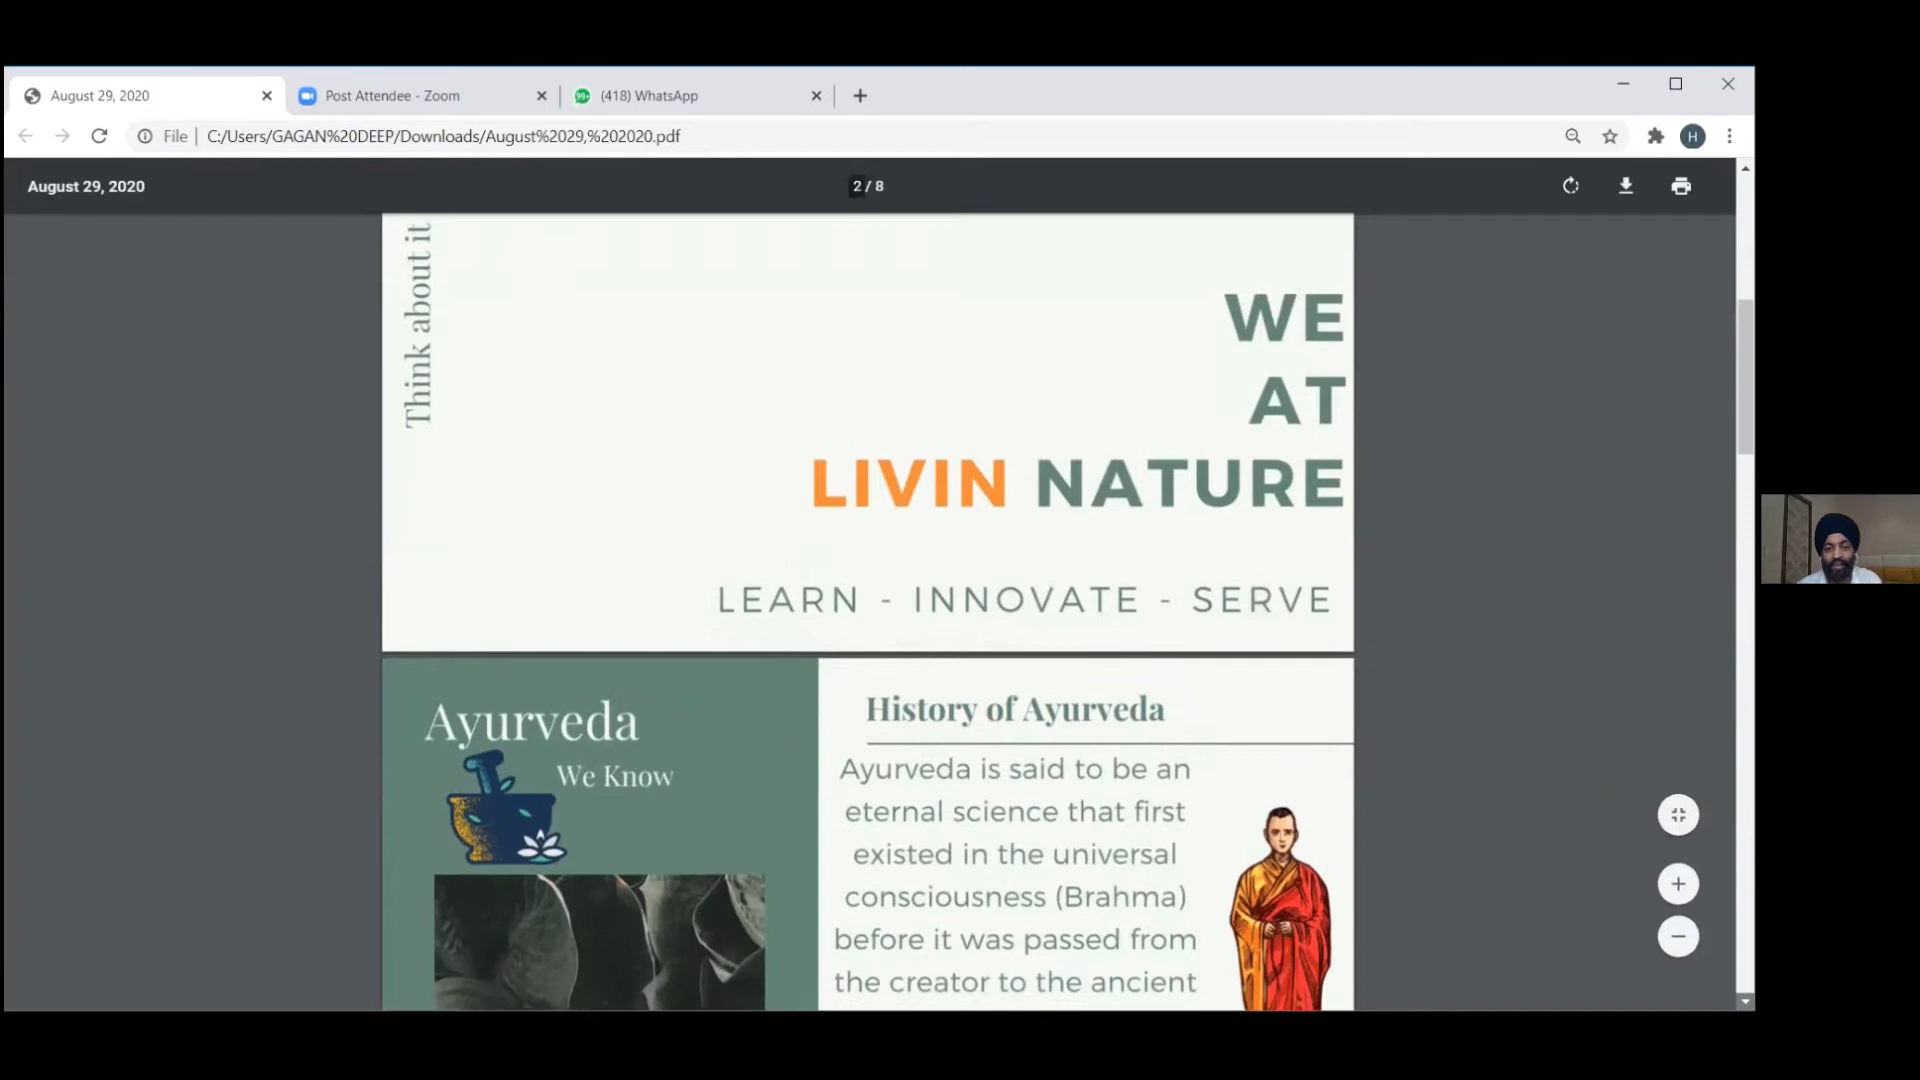 August 29, 2020
Post Attendee - Zoom
99+
(418) WhatsApp
File
C:/Users/GAGAN%20DEEP/Downloads/August%2029,%202020.pdf
H
August 29, 2020
2 / 8
Think about it
WE
AT
LIVIN NATURE
LEARN - INNOVATE - SERVE
Ayurveda
We Know
History of Ayurveda
Ayurveda is said to be an
eternal science that first
existed in the universal
consciousness (Brahma)
before it was passed from
the creator to the ancient